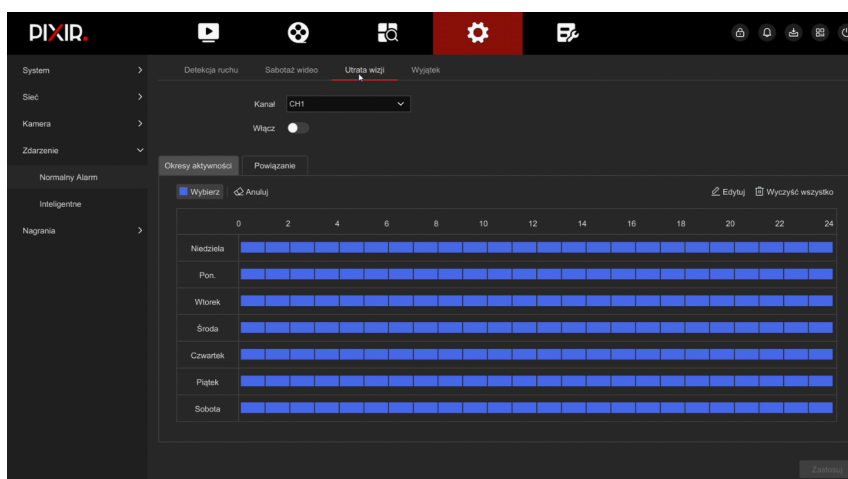 PIXIR.
System
Sieć
Kamera
Zdarzenie
Normalny Alarm
Inteligentne
Nagrania
Detekcja ruchu Sabotaż wideo Utrata wizji Wyjątek
Kanał CH1
Włącz
Okresy aktywności Powiązanie
Wybierz Anuluj Edytuj Wyczyść wszystko
0 2 4 6 8 10 12 14 16 18 20 22 24
Niedziela
Pon.
Wtorek
Środa
Czwartek
Piątek
Sobota
Zastosuj